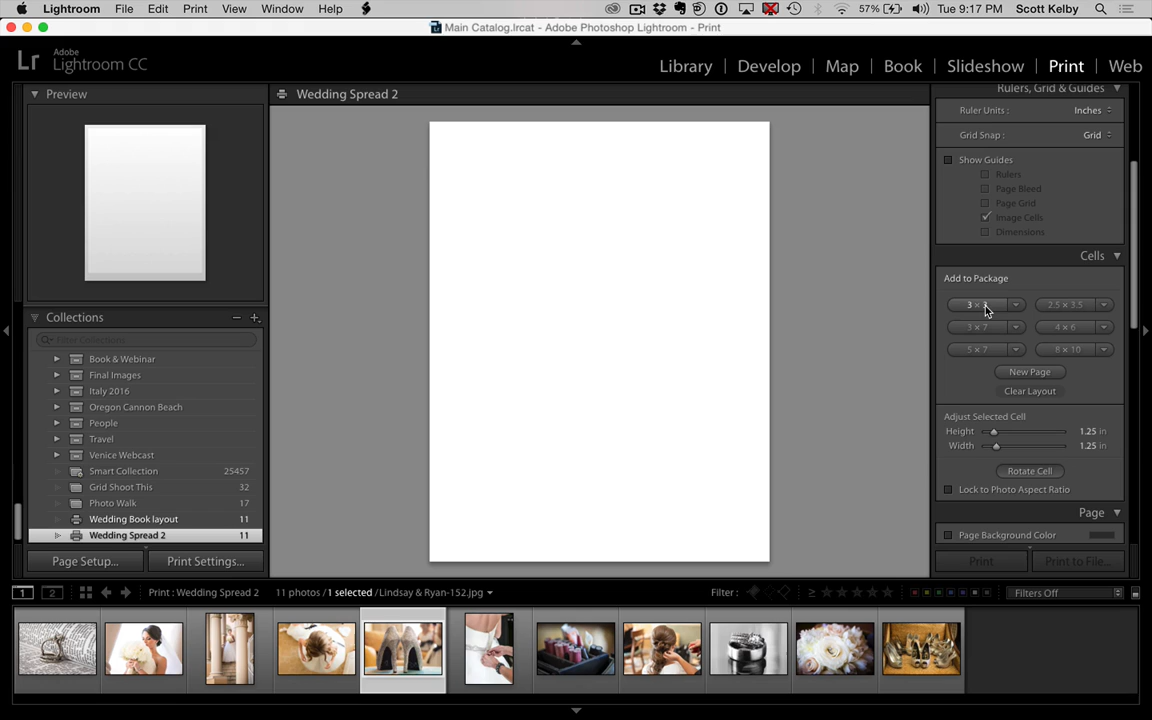 Lightroom File Edit Print View Window Help 57% Tue 9:17 PM Scott Kelby
Main Catalog.lrcat - Adobe Photoshop Lightroom - Print
Lr Adobe Lightroom CC
Library Develop Map Book Slideshow Print Web
Preview
Wedding Spread 2
Rulers, Grid & Guides
Ruler Units : Inches
Grid Snap : Grid
Show Guides
Rulers
Page Bleed
Page Grid
Image Cells
Dimensions
Cells
Add to Package
3 × 3 2.5 × 3.5
3 × 7 4 × 6
5 × 7 8 × 10
New Page
Clear Layout
Adjust Selected Cell
Height 1.25 in
Width 1.25 in
Rotate Cell
Lock to Photo Aspect Ratio
Page
Page Background Color
Print Print to File...
Collections
Filter Collections
Book & Webinar
Final Images
Italy 2016
Oregon Cannon Beach
People
Travel
Venice Webcast
Smart Collection 25457
Grid Shoot This 32
Photo Walk 17
Wedding Book layout 11
Wedding Spread 2 11
Page Setup... Print Settings...
1 2 Print : Wedding Spread 2 11 photos / 1 selected / Lindsay & Ryan-152.jpg Filter : Filters Off